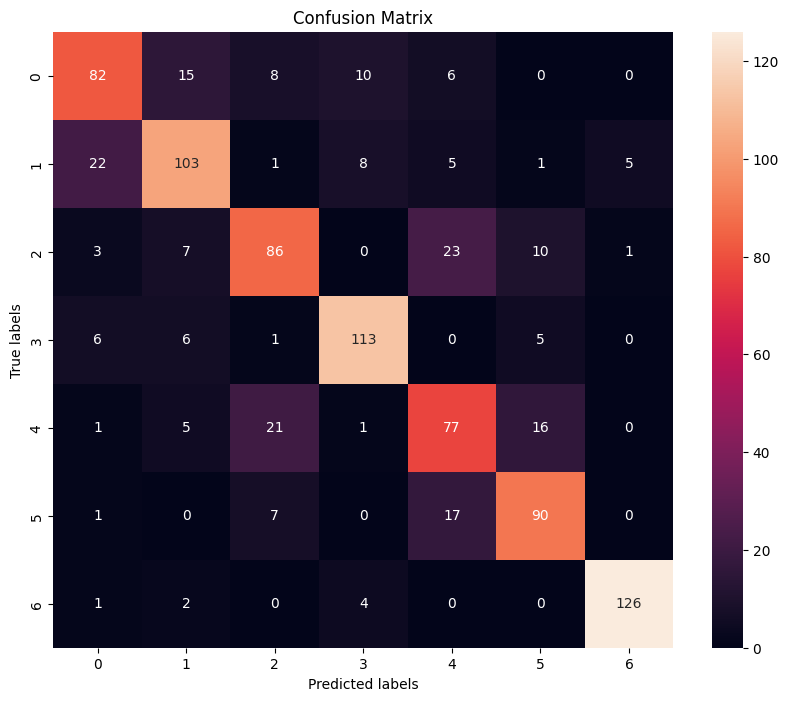 Confusion Matrix
0 82 15 8 10 6 0 0
1 22 103 1 8 5 1 5
2 3 7 86 0 23 10 1
3 6 6 1 113 0 5 0
4 1 5 21 1 77 16 0
5 1 0 7 0 17 90 0
6 1 2 0 4 0 0 126
0 1 2 3 4 5 6
Predicted labels
True labels
120
100
80
60
40
20
0